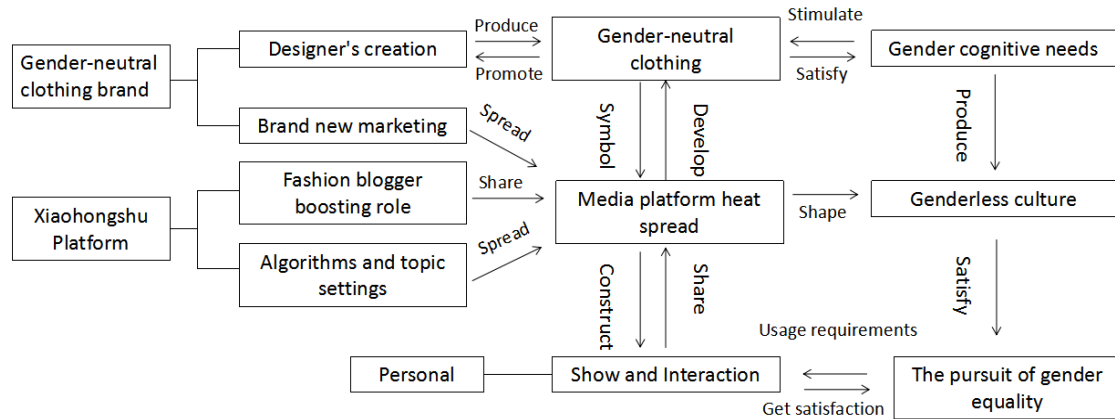 Gender-neutral
clothing brand
Designer's creation
Produce
Promote
Gender-neutral
clothing
Stimulate
Satisfy
Gender cognitive needs
Brand new marketing
Spread
Symbol
Develop
Produce
Xiaohongshu
Platform
Fashion blogger
boosting role
Share
Media platform heat
spread
Shape
Genderless culture
Algorithms and topic
settings
Spread
Construct
Share
Satisfy
Usage requirements
Personal
Show and Interaction
Get satisfaction
The pursuit of gender
equality